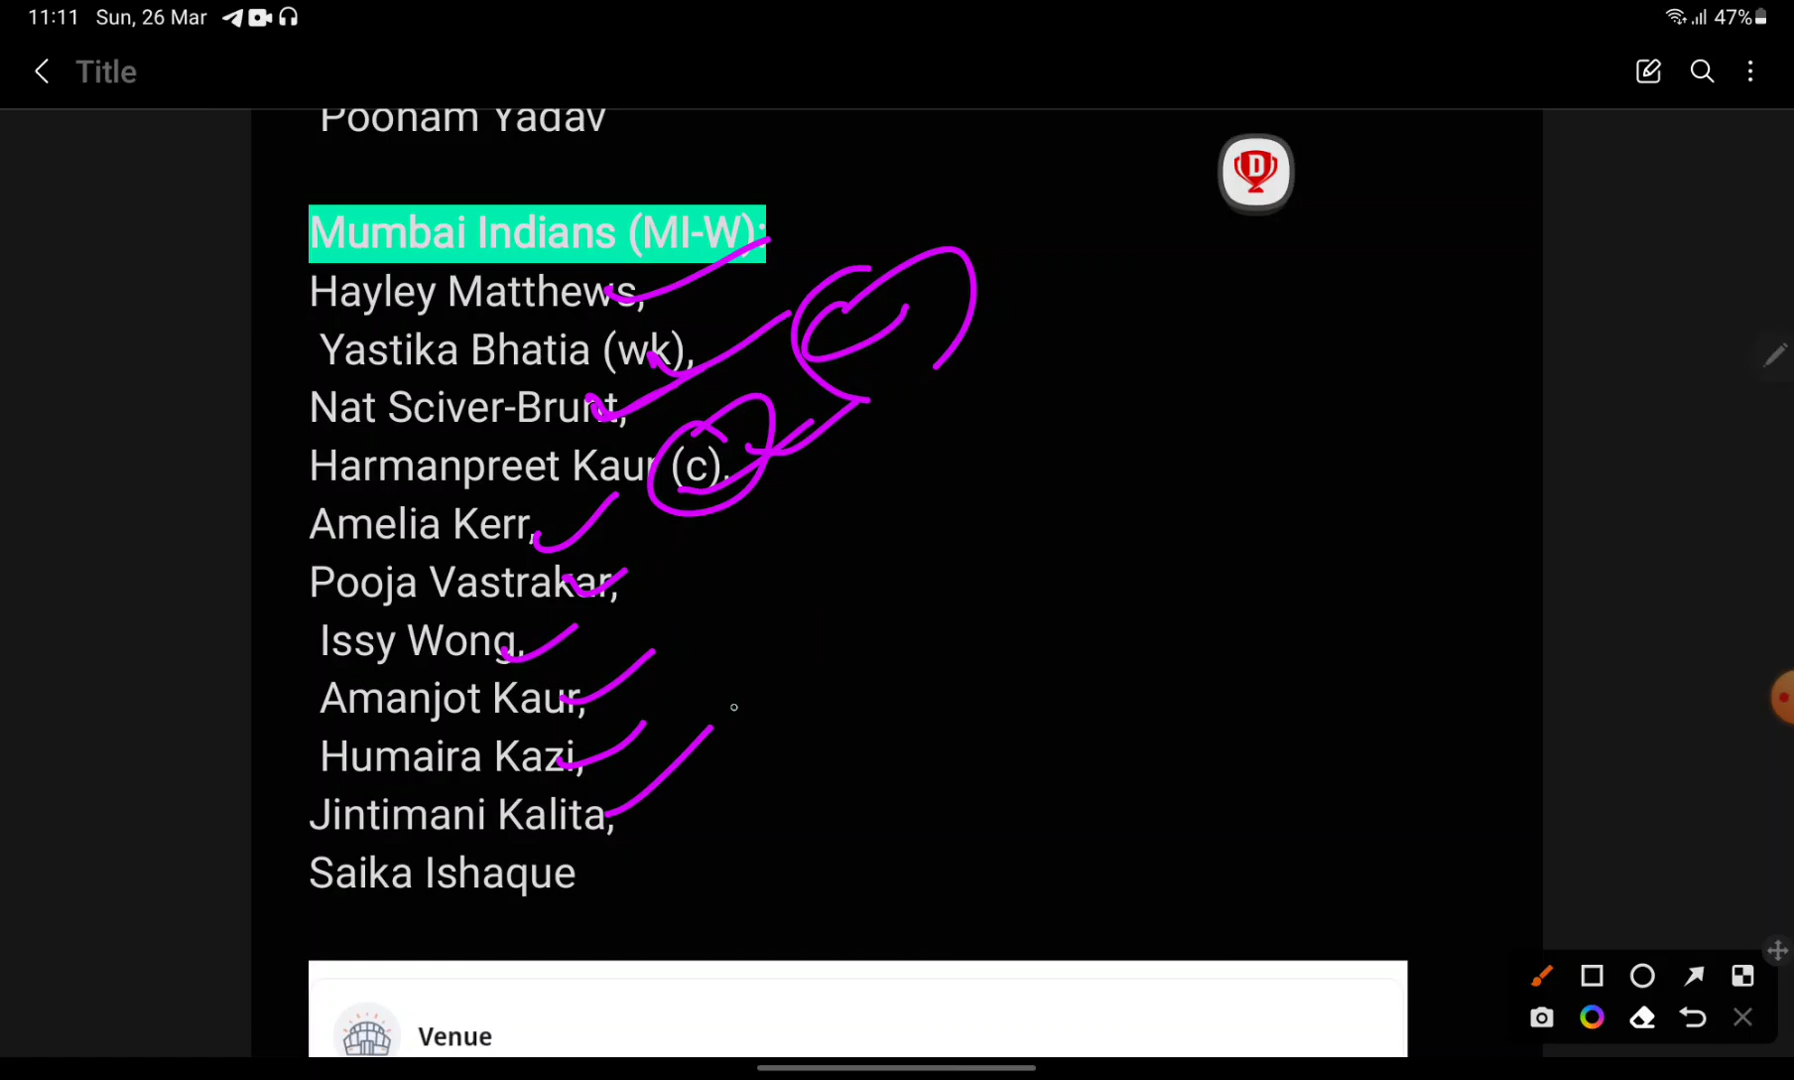 11:11 Sun, 26 Mar
47%
Title
Poonam Yadav
D
Mumbai Indians (MI-W):
Hayley Matthews,
Yastika Bhatia (wk),
Nat Sciver-Brunt,
Harmanpreet Kaur (c),
Amelia Kerr,
Pooja Vastrakar,
Issy Wong,
Amanjot Kaur,
Humaira Kazi,
Jintimani Kalita,
Saika Ishaque
Venue